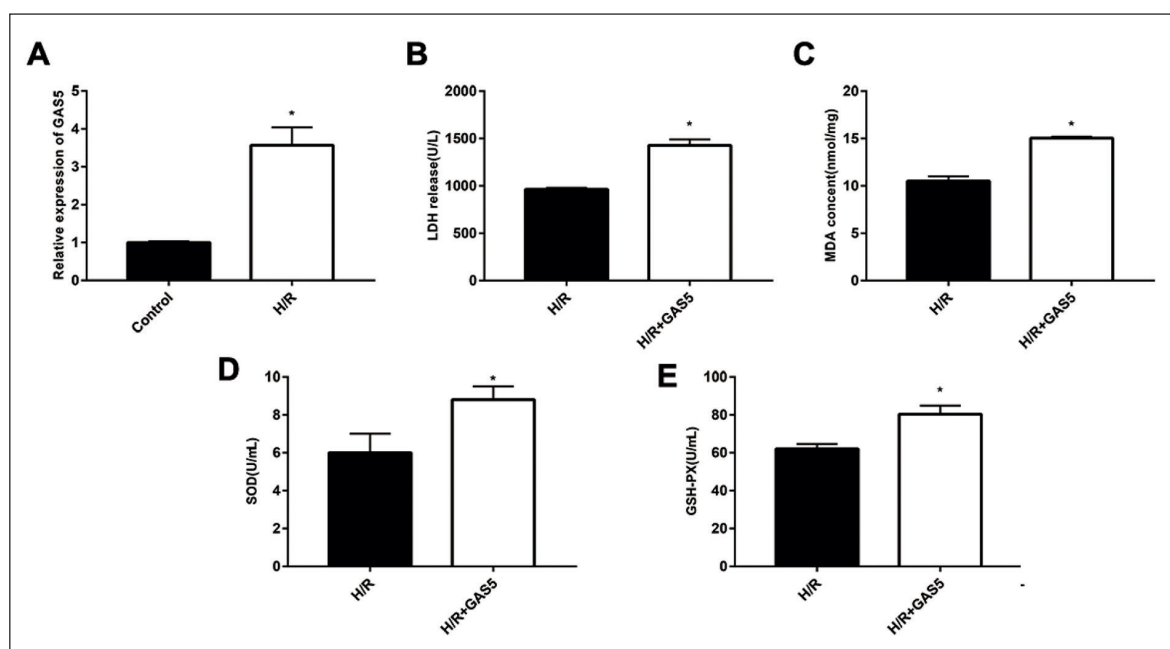 A
Relative expression of GAS5
5
4
3
2
1
0
*
Control
H/R
B
LDH release(U/L)
2000
1500
1000
500
0
*
H/R
H/R+GAS5
C
MDA concent(nmol/mg)
20
15
10
5
0
*
H/R
H/R+GAS5
D
SOD(U/mL)
10
8
6
4
2
0
*
H/R
H/R+GAS5
E
GSH-PX(U/mL)
100
80
60
40
20
0
*
H/R
H/R+GAS5
-